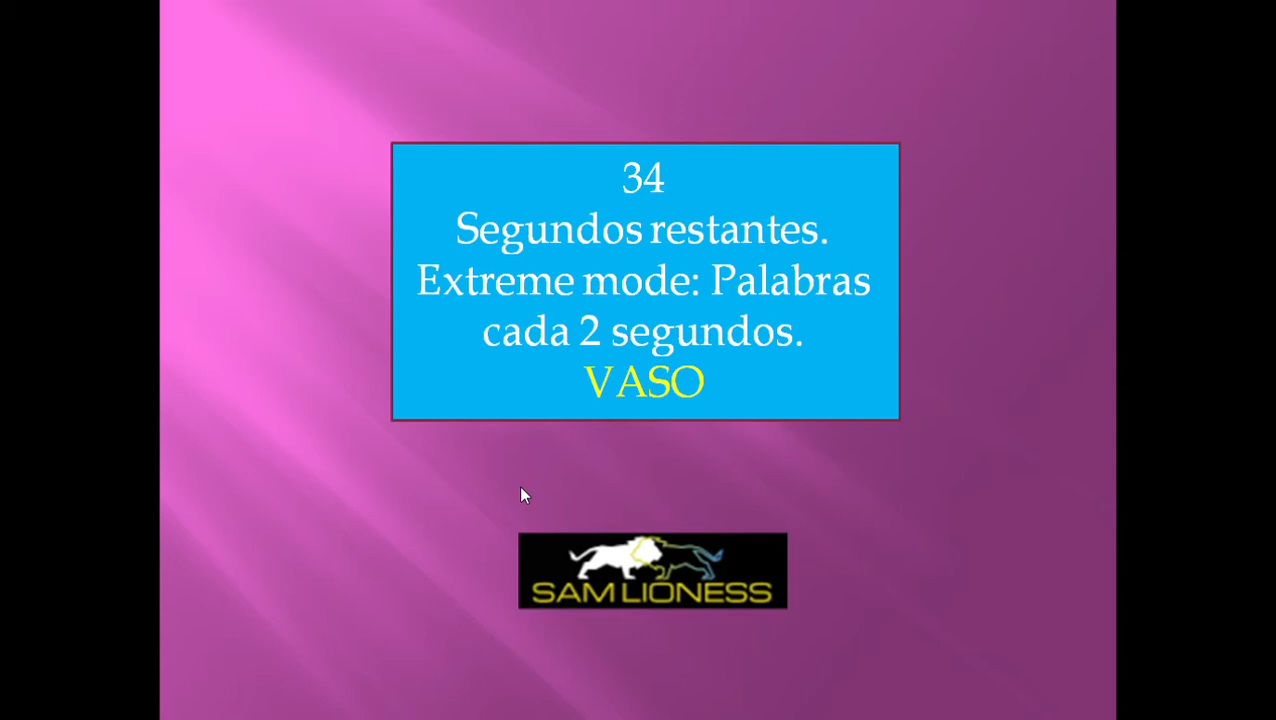 34
Segundos restantes.
Extreme mode: Palabras
cada 2 segundos.
VASO
SAM LIONESS